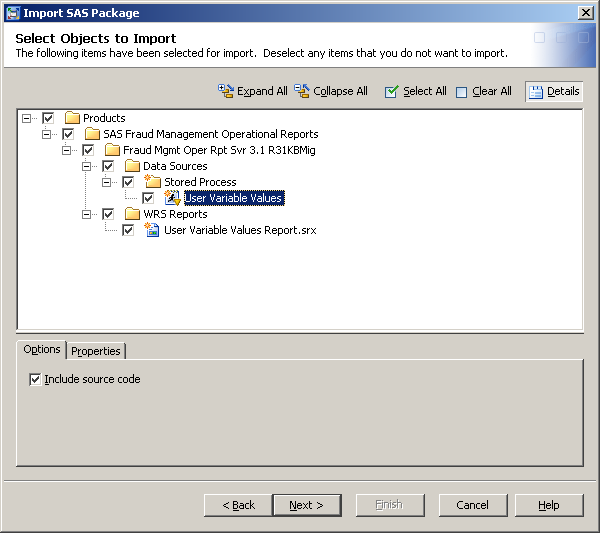 Import SAS Package
Select Objects to Import
The following items have been selected for import. Deselect any items that you do not want to import.
Expand All Collapse All Select All Clear All Details
Products
SAS Fraud Management Operational Reports
Fraud Mgmt Oper Rpt Svr 3.1 R31KBMig
Data Sources
Stored Process
User Variable Values
WRS Reports
User Variable Values Report.srx
Options Properties
Include source code
< Back Next > Finish Cancel Help